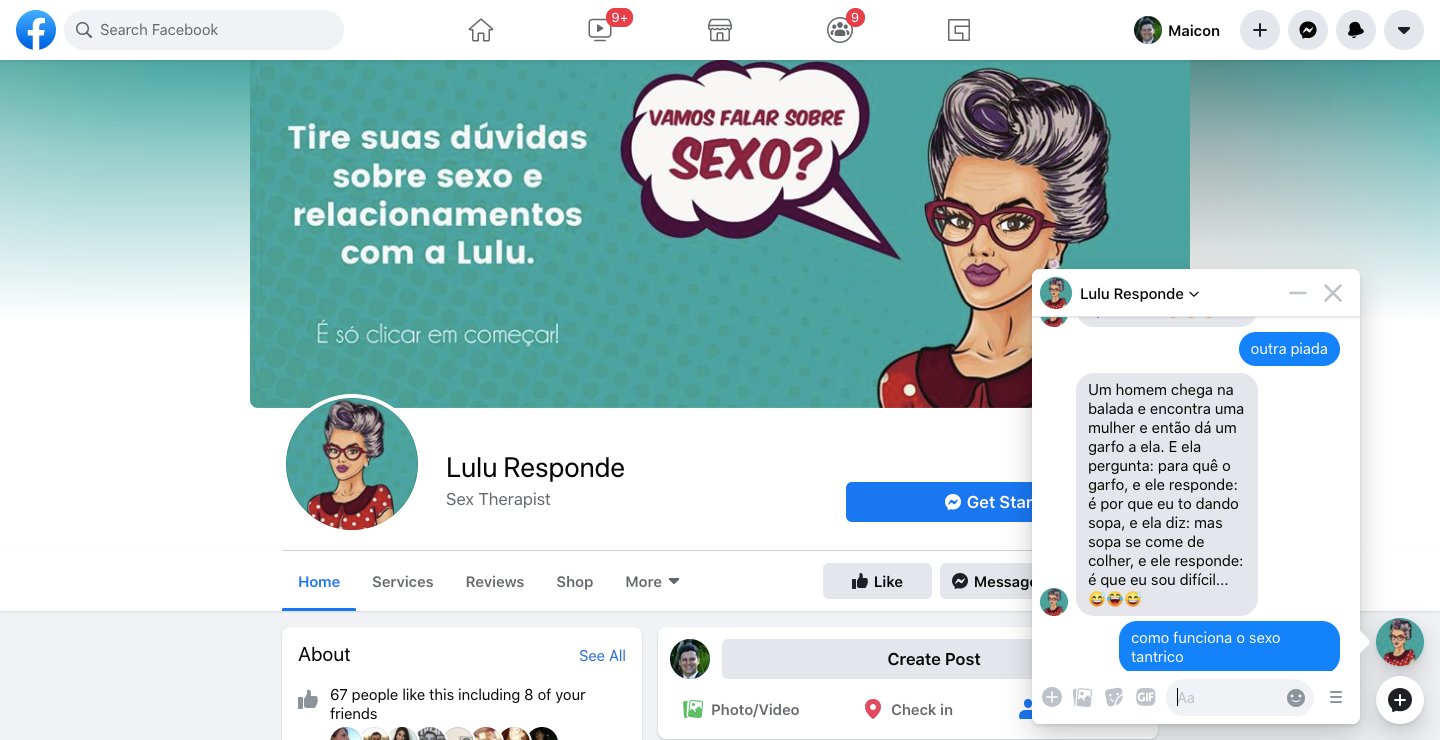 Search Facebook
9+
9
Maicon
Tire suas dúvidas
sobre sexo e
relacionamentos
com a Lulu.
É só clicar em começar!
VAMOS FALAR SOBRE
SEXO?
Lulu Responde
Sex Therapist
Get Star
Home
Services
Reviews
Shop
More
Like
Message
About
See All
67 people like this including 8 of your
friends
Create Post
Photo/Video
Check in
Lulu Responde
outra piada
Um homem chega na
balada e encontra uma
mulher e então dá um
garfo a ela. E ela
pergunta: para quê o
garfo, e ele responde:
é por que eu to dando
sopa, e ela diz: mas
sopa se come de
colher, e ele responde:
é que eu sou difícil...
😅😂😅
como funciona o sexo
tantrico
GIF
Aa